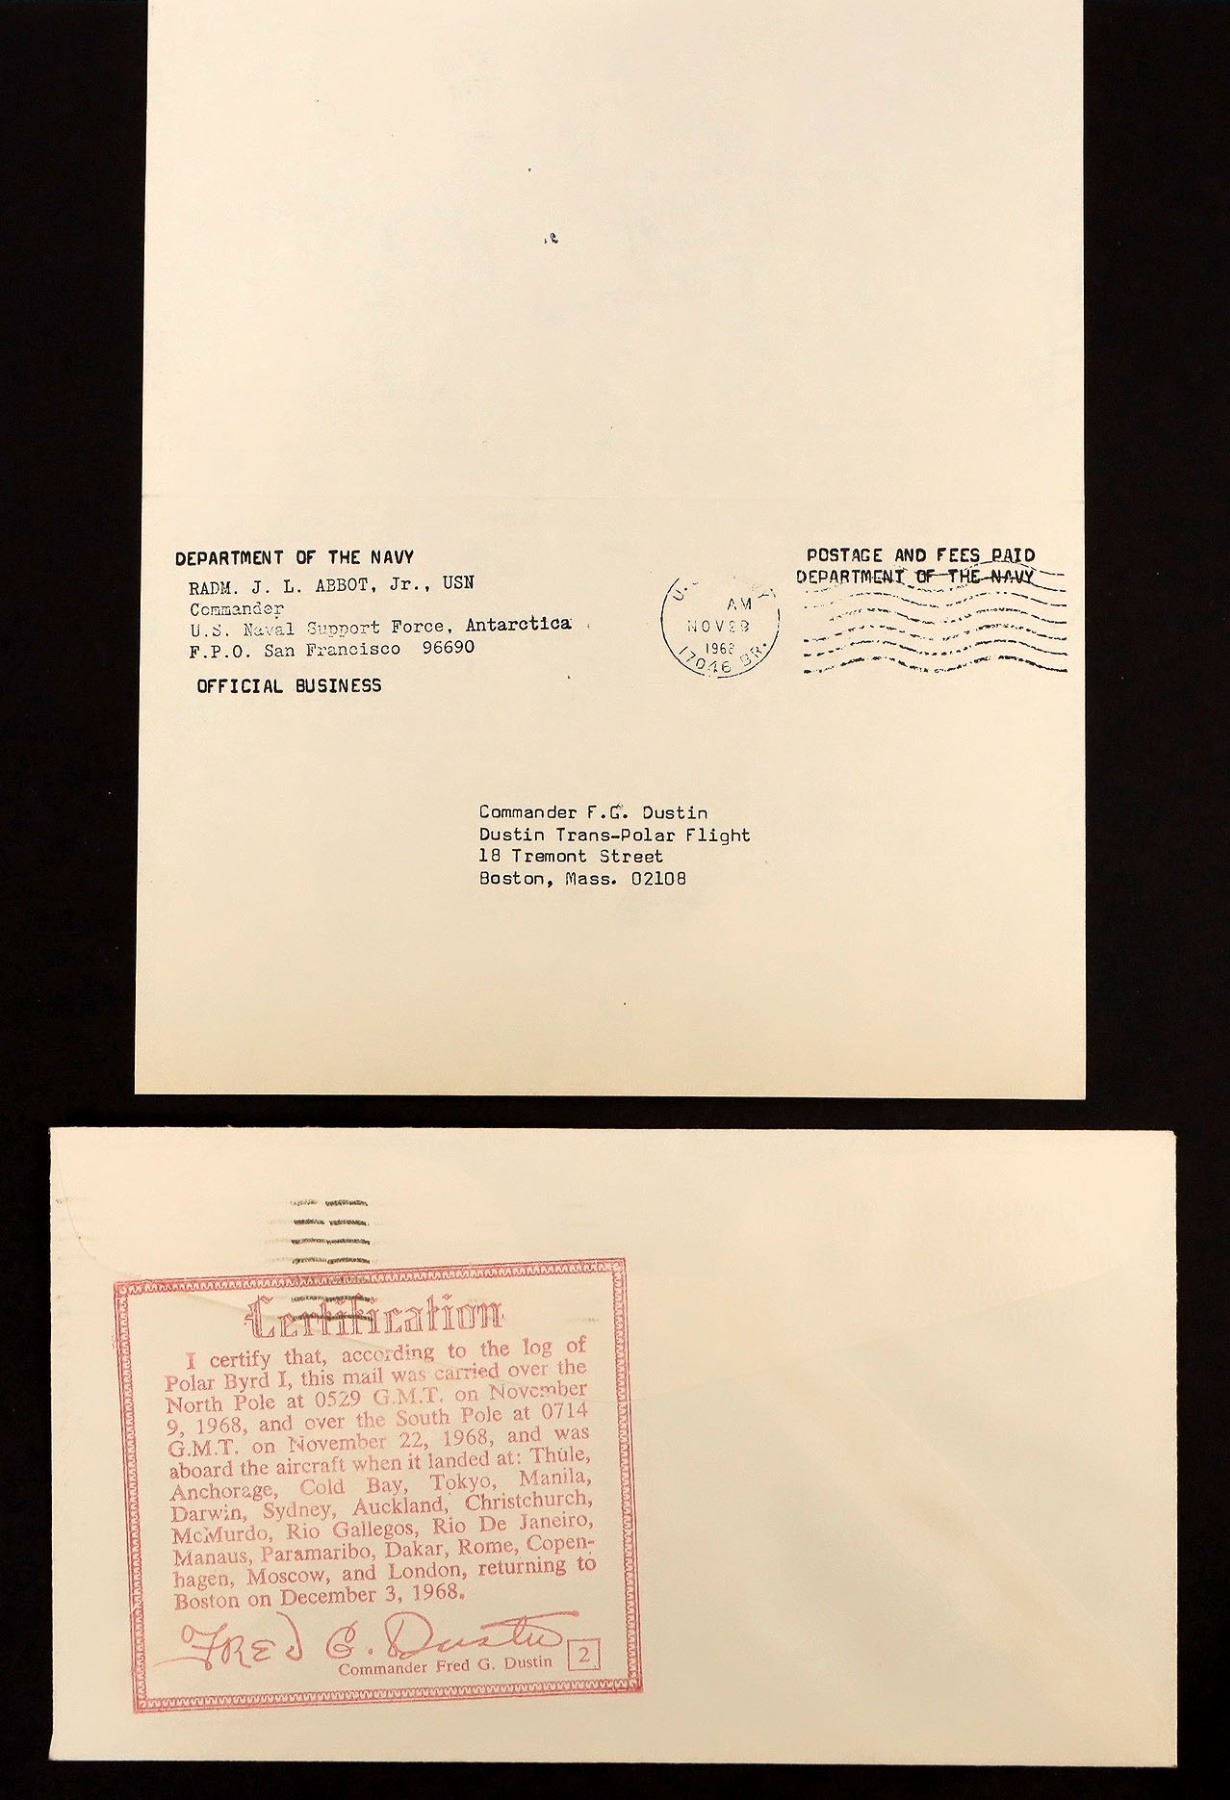 DEPARTMENT OF THE NAVY
RADM. J. L. ABBOT, Jr., USN
Commander
U.S. Naval Support Force, Antarctica
F.P.O. San Francisco 96690
OFFICIAL BUSINESS
AM
NOV 29
196
17046 BR.
POSTAGE AND FEES PAID
DEPARTMENT OF THE NAVY
Commander F.G. Dustin
Dustin Trans-Polar Flight
18 Tremont Street
Boston, Mass. 02108
Certification
I certify that, according to the log of
Polar Byrd I, this mail was carried over the
North Pole at 0529 G.M.T. on November
9, 1968, and over the South Pole at 0714
G.M.T. on November 22, 1968, and was
aboard the aircraft when it landed at: Thule,
Anchorage, Cold Bay, Tokyo, Manila,
Darwin, Sydney, Auckland, Christchurch,
McMurdo, Rio Gallegos, Rio De Janeiro,
Manaus, Paramaribo, Dakar, Rome, Copen-
hagen, Moscow, and London, returning to
Boston on December 3, 1968.
FRED G. Dustin
Commander Fred G. Dustin 2